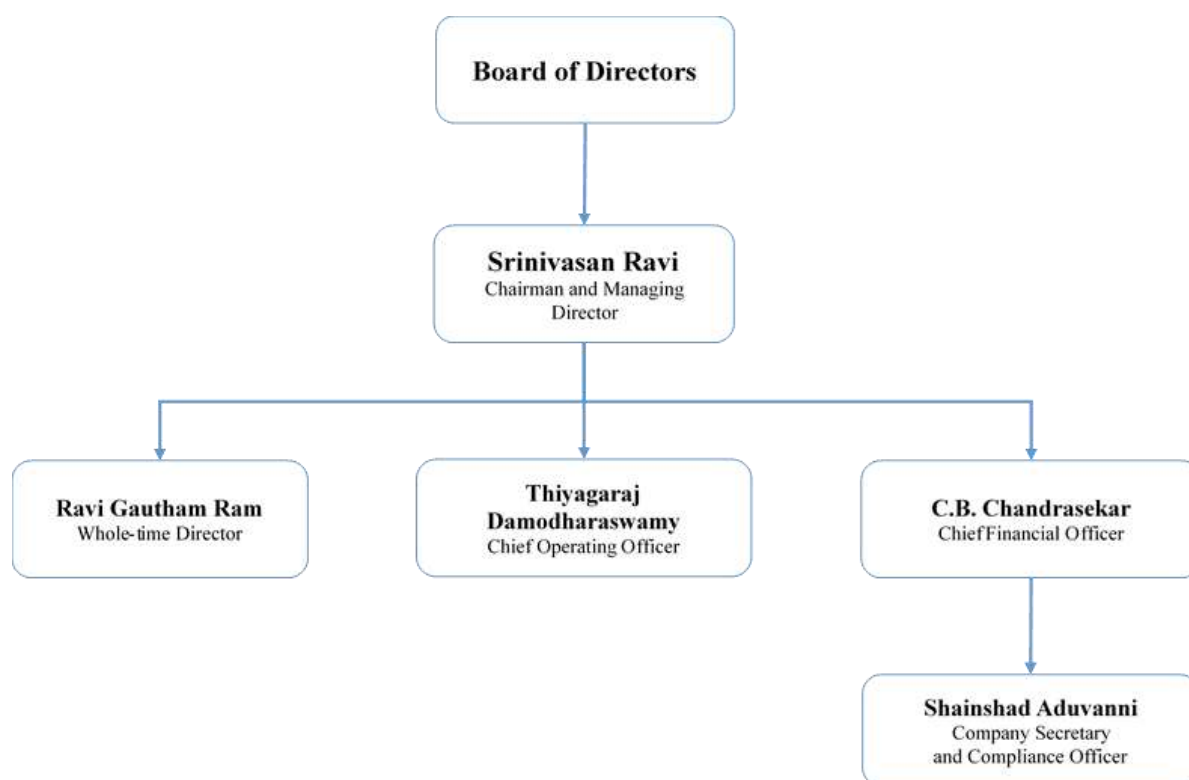 Board of Directors
Srinivasan Ravi
Chairman and Managing
Director
Ravi Gautham Ram
Whole-time Director
Thiyagaraj
Damodharaswamy
Chief Operating Officer
C.B. Chandrasekar
Chief Financial Officer
Shainshad Aduvanni
Company Secretary
and Compliance Officer